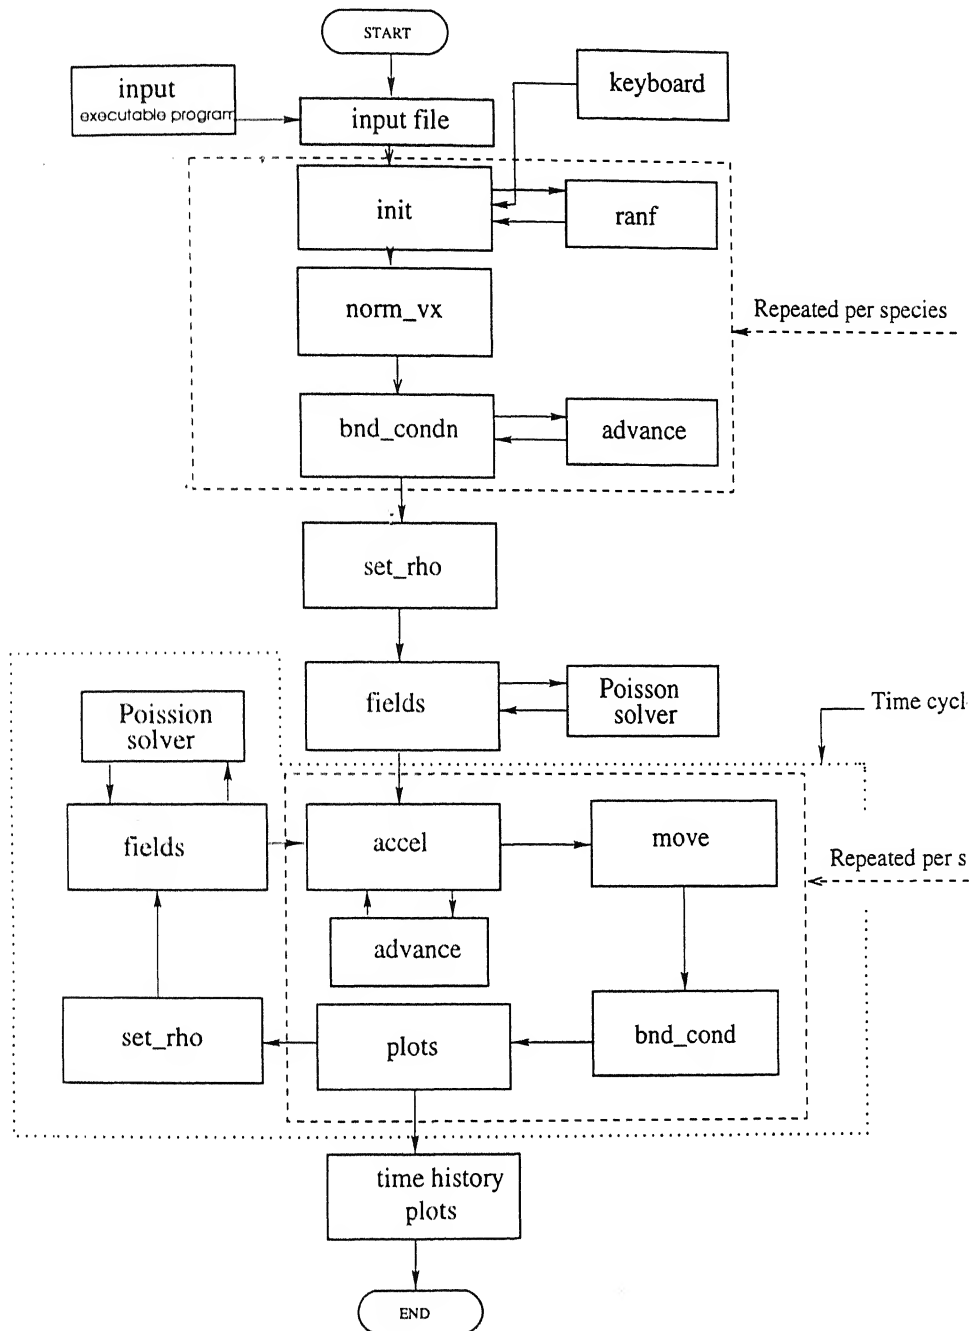 START
input
executable program
keyboard
input file
init
ranf
norm_vx
Repeated per species
bnd_condn
advance
set_rho
fields
Poisson
solver
Poission
solver
Time cycl
fields
accel
move
Repeated per s
advance
set_rho
plots
bnd_cond
time history
plots
END